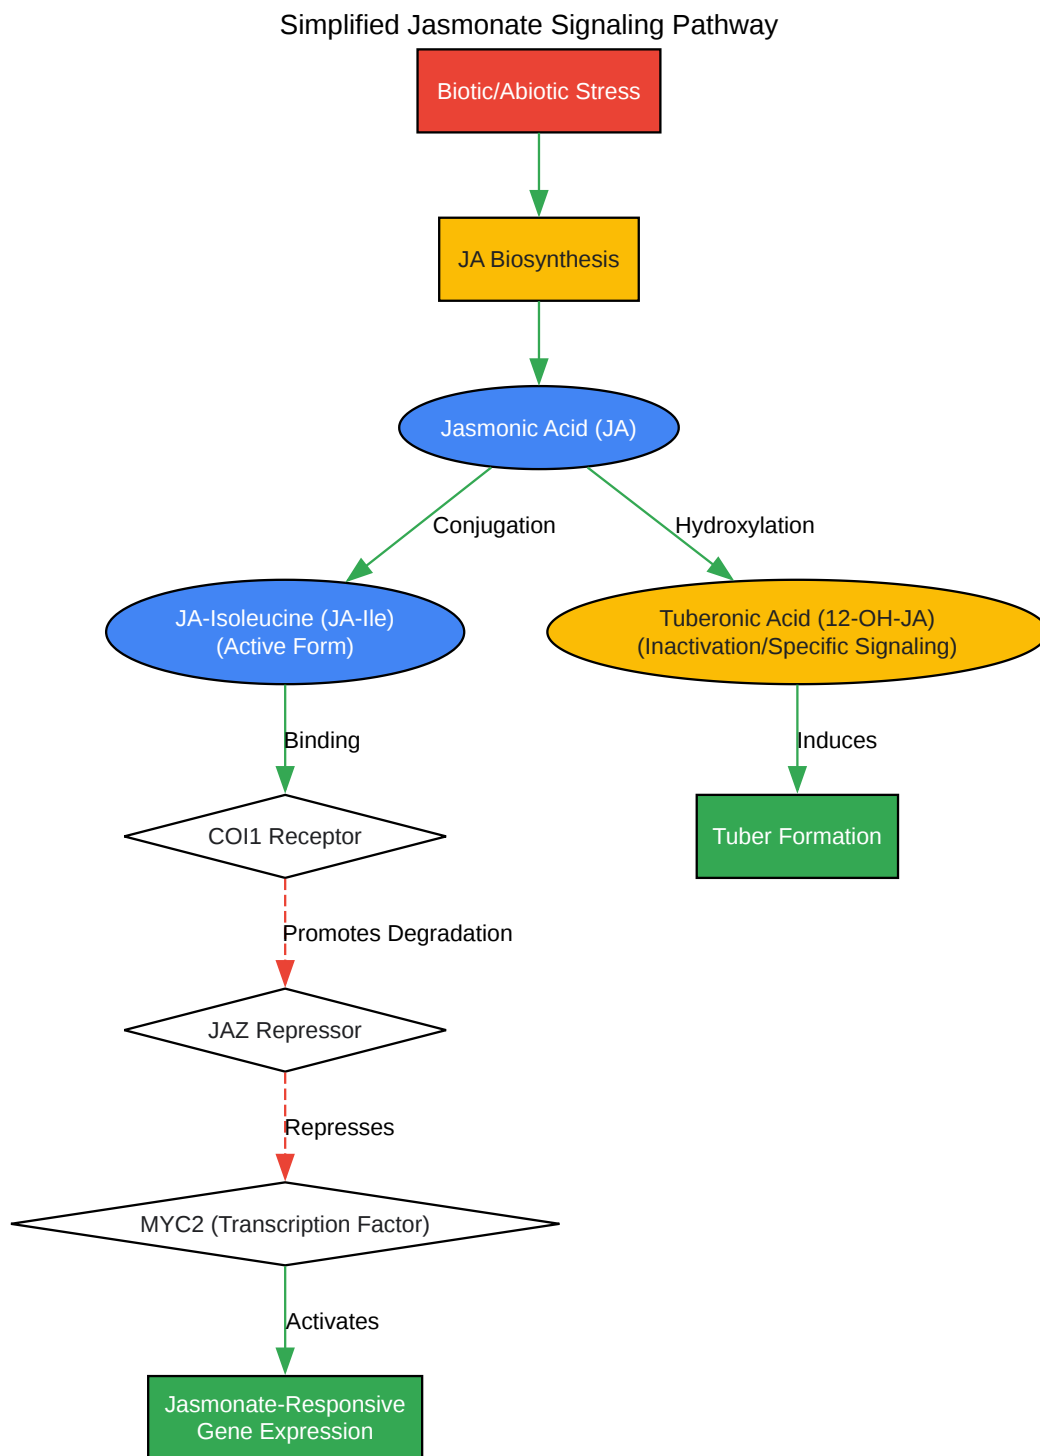 Simplified Jasmonate Signaling Pathway
Biotic/Abiotic Stress
JA Biosynthesis
Jasmonic Acid (JA)
Conjugation
Hydroxylation
JA-Isoleucine (JA-Ile)
(Active Form)
Tuberonic Acid (12-OH-JA)
(Inactivation/Specific Signaling)
Binding
Induces
COI1 Receptor
Tuber Formation
Promotes Degradation
JAZ Repressor
Represses
MYC2 (Transcription Factor)
Activates
Jasmonate-Responsive
Gene Expression